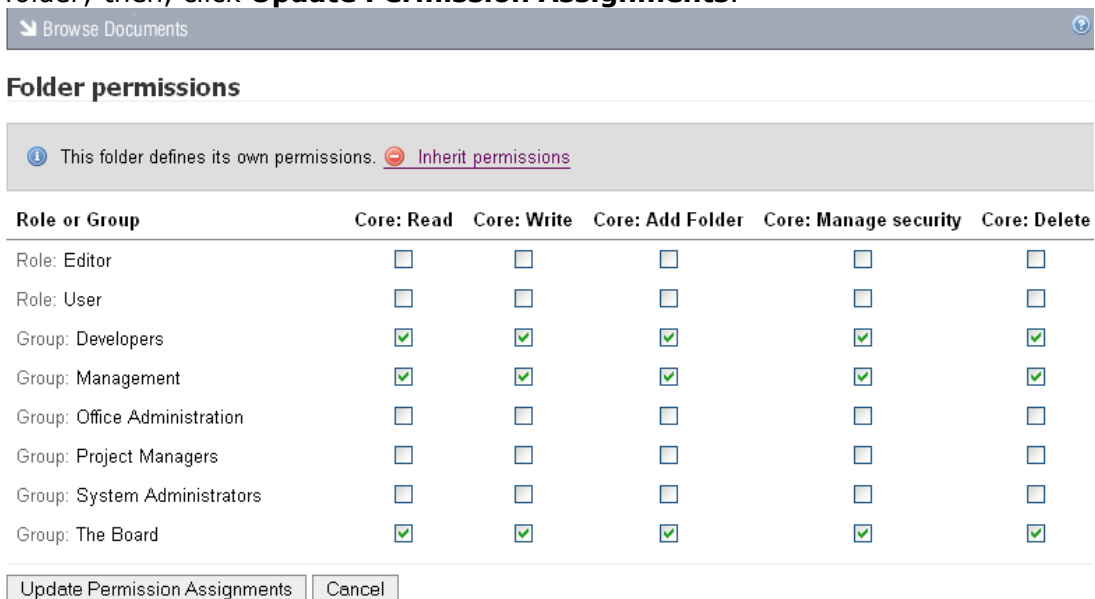 folder, then, click Update Permission Assignments.
Browse Documents
Folder permissions
This folder defines its own permissions. Inherit permissions
Role or Group Core: Read Core: Write Core: Add Folder Core: Manage security Core: Delete
Role: Editor
Role: User
Group: Developers
Group: Management
Group: Office Administration
Group: Project Managers
Group: System Administrators
Group: The Board
Update Permission Assignments Cancel